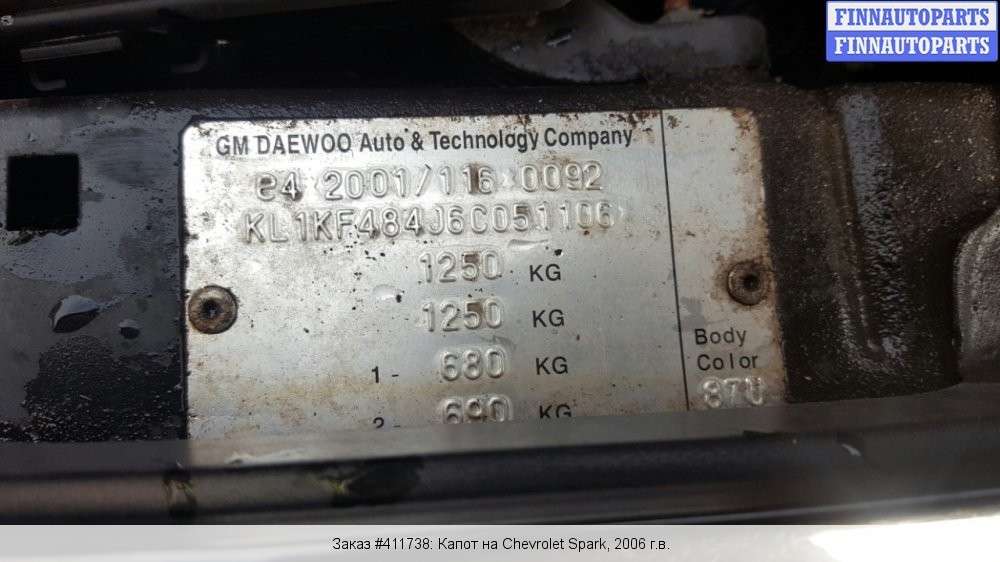 FINNAUTOPARTS
FINNAUTOPARTS
GM DAEWOO Auto & Technology Company
e4 2001/116 0092
KL1KF484J6C051106
1250 KG
1250 KG
1- 680 KG
2- 690 KG
Body
Color
87U
Заказ #411738: Капот на Chevrolet Spark, 2006 г.в.